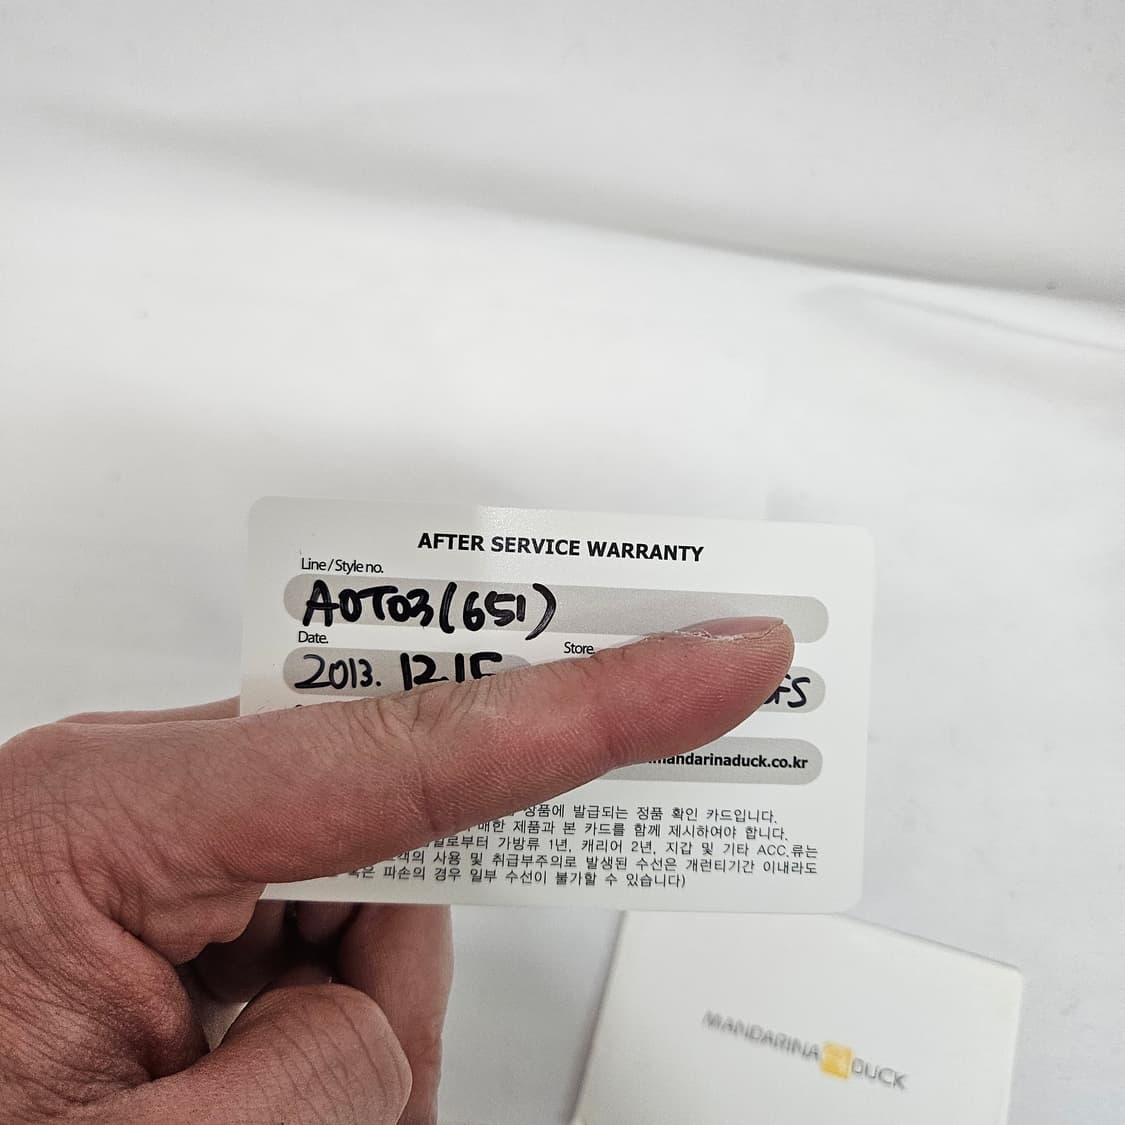 AFTER SERVICE WARRANTY
Line / Style no.
AOT03(651)
Date.
Store.
2013. 12.15
FS
mandarinaduck.co.kr
상품에 발급되는 정품 확인 카드입니다.
제품과 본 카드를 함께 제시하여야 합니다.
가방류 1년, 캐리어 2년, 지갑 및 기타 ACC.류는
사용 및 취급부주의로 발생된 수선은 개런티기간 이내라도
피손의 경우 일부 수선이 불가할 수 있습니다)
MANDARINA DUCK